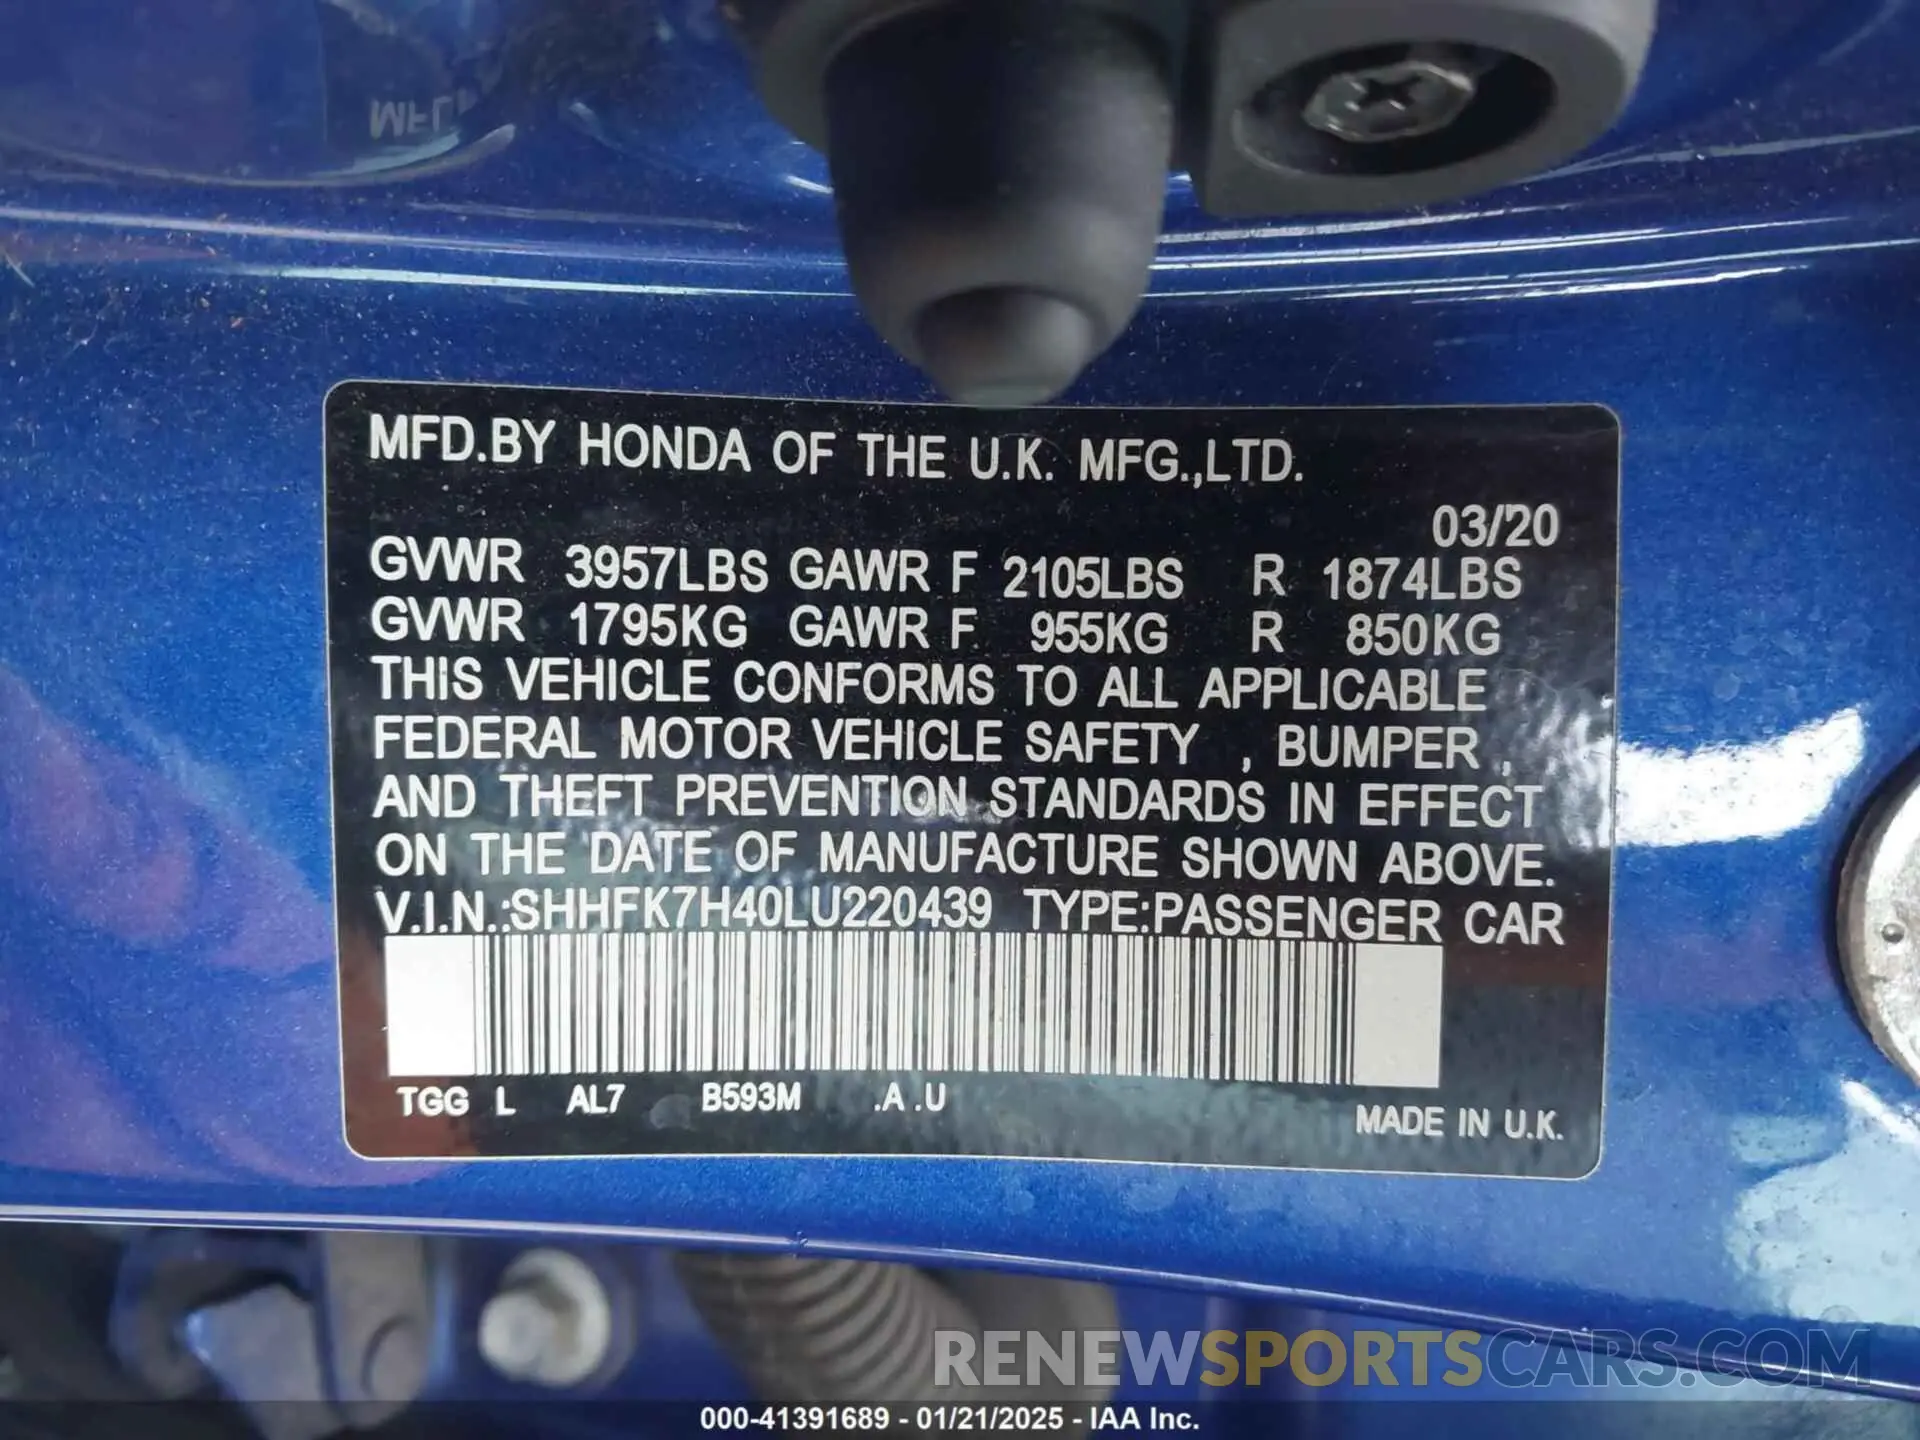 MFD.BY HONDA OF THE U.K. MFG.,LTD.
03/20
GVWR 3957LBS GAWR F 2105LBS R 1874LBS
GVWR 1795KG GAWR F 955KG R 850KG
THIS VEHICLE CONFORMS TO ALL APPLICABLE
FEDERAL MOTOR VEHICLE SAFETY , BUMPER ,
AND THEFT PREVENTION STANDARDS IN EFFECT
ON THE DATE OF MANUFACTURE SHOWN ABOVE.
V.I.N.:SHHFK7H40LU220439 TYPE:PASSENGER CAR
TGG L AL7 B593M .A .U
MADE IN U.K.
RENEWSPORTSCARS.COM
000-41391689 - 01/21/2025 - IAA Inc.